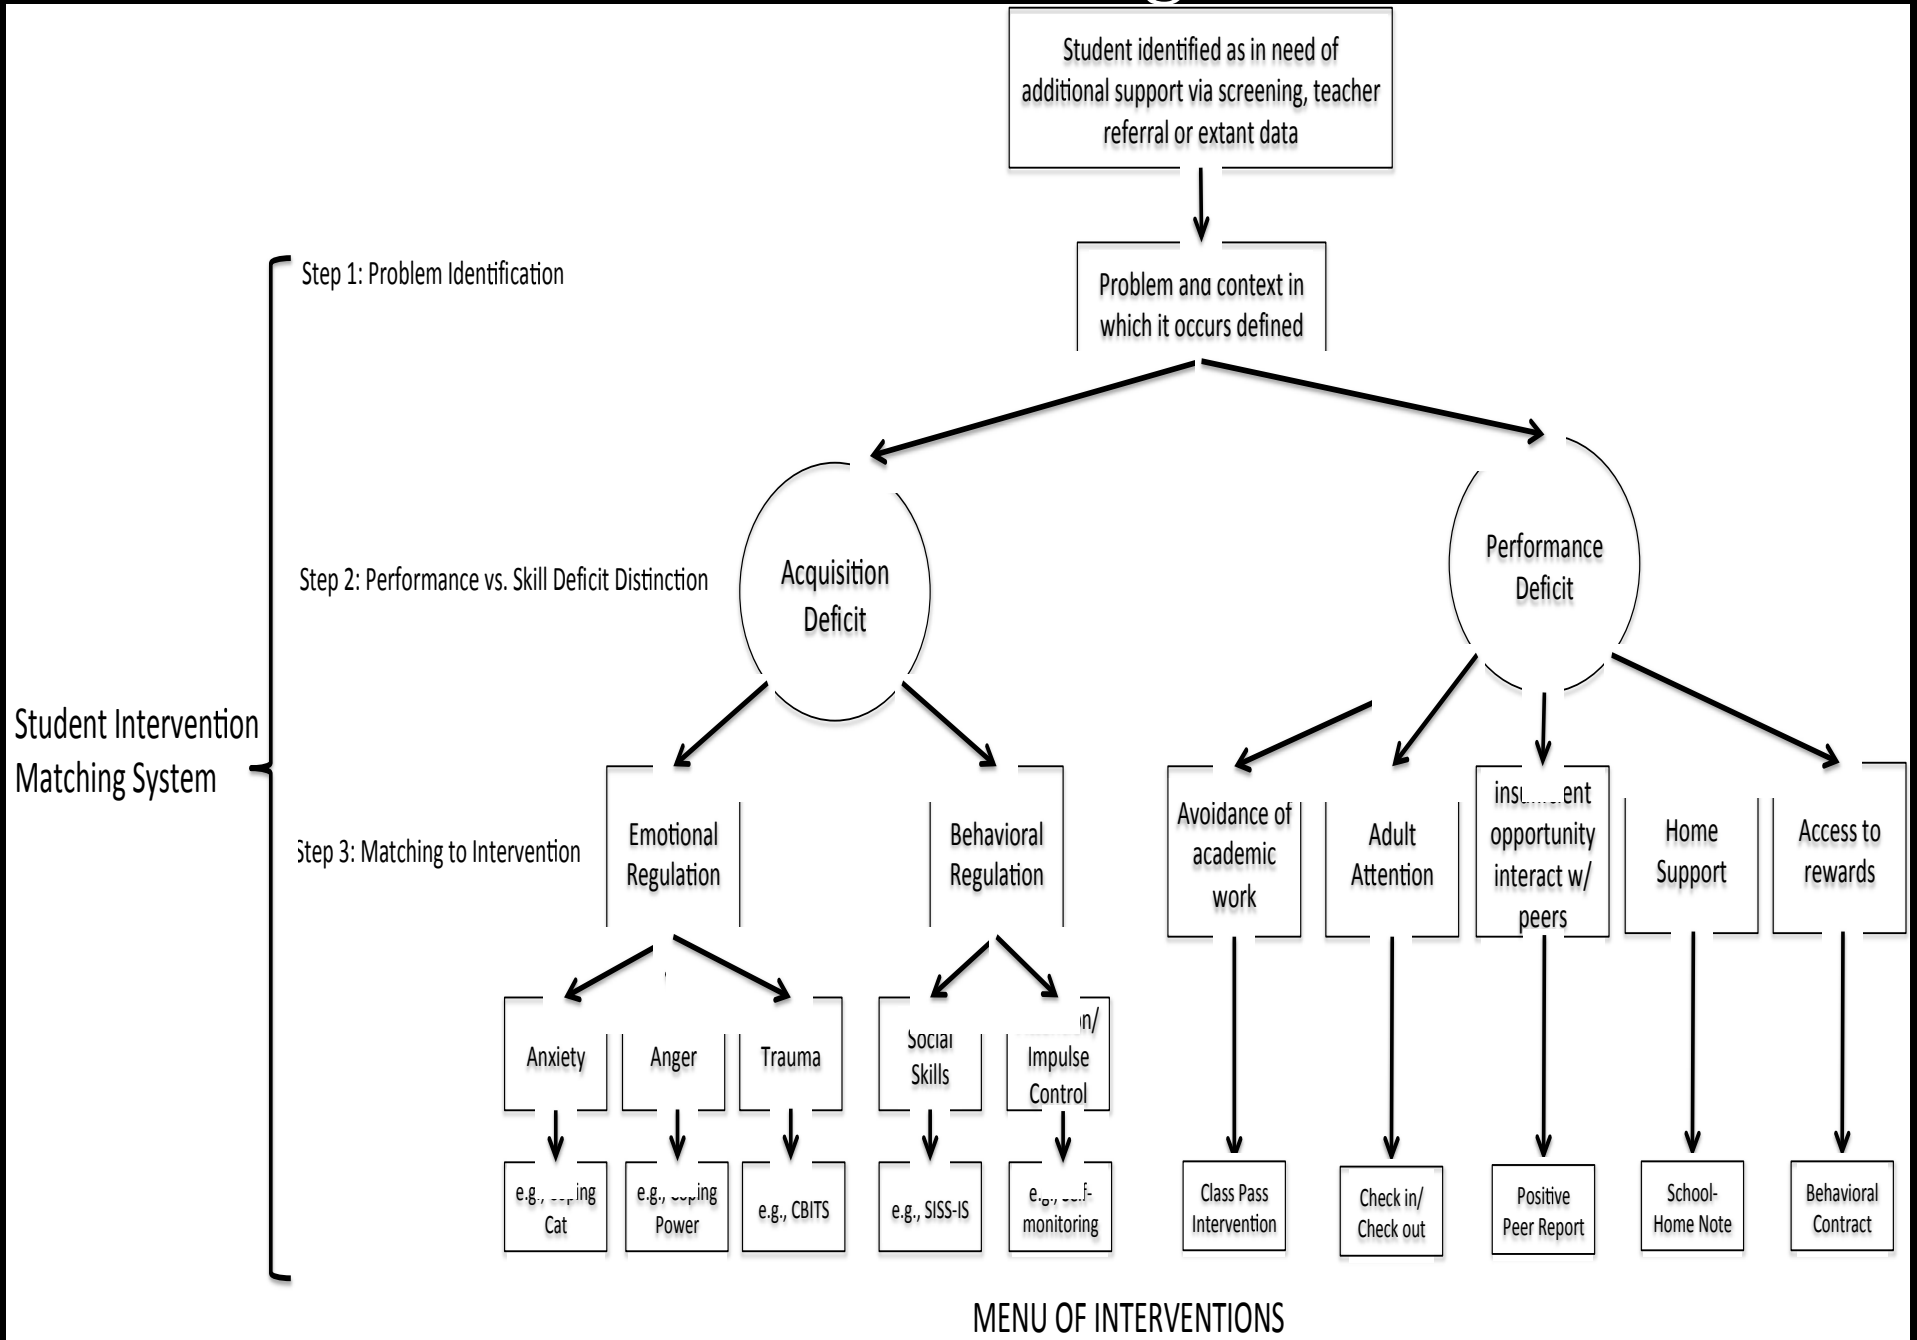 Student identified as in need of
additional support via screening, teacher
referral or extant data
Step 1: Problem Identification
Problem and context in
which it occurs defined
Step 2: Performance vs. Skill Deficit Distinction
Acquisition
Deficit
Performance
Deficit
Student Intervention
Matching System
Step 3: Matching to Intervention
Emotional
Regulation
Behavioral
Regulation
Avoidance of
academic
work
Adult
Attention
opportunity
interact w/
peers
Home
Support
Access to
rewards
Anxiety
Anger
Trauma
Social
Skills
Impulse
Control
e.g.,
Cat
e.g.,
Power
e.g., CBITS
e.g., SISS-IS
e.g.,
monitoring
Class Pass
Intervention
Check in/
Check out
Positive
Peer Report
School-
Home Note
Behavioral
Contract
MENU OF INTERVENTIONS